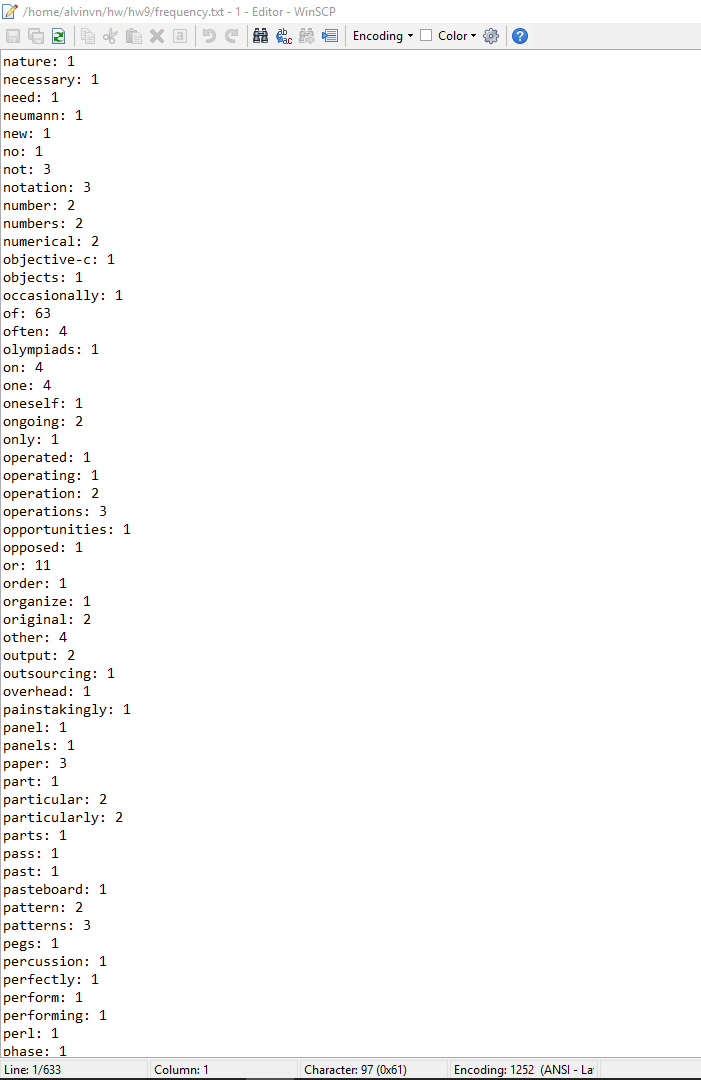 /home/alvinvn/hw/hw9/frequency.txt - 1 - Editor - WinSCP
Encoding Color
nature: 1
necessary: 1
need: 1
neumann: 1
new: 1
no: 1
not: 3
notation: 3
number: 2
numbers: 2
numerical: 2
objective-c: 1
objects: 1
occasionally: 1
of: 63
often: 4
olympiads: 1
on: 4
one: 4
oneself: 1
ongoing: 2
only: 1
operated: 1
operating: 1
operation: 2
operations: 3
opportunities: 1
opposed: 1
or: 11
order: 1
organize: 1
original: 2
other: 4
output: 2
outsourcing: 1
overhead: 1
painstakingly: 1
panel: 1
panels: 1
paper: 3
part: 1
particular: 2
particularly: 2
parts: 1
pass: 1
past: 1
pasteboard: 1
pattern: 2
patterns: 3
pegs: 1
percussion: 1
perfectly: 1
perform: 1
performing: 1
perl: 1
phase: 1
Line: 1/633 Column: 1 Character: 97 (0x61) Encoding: 1252 (ANSI - La